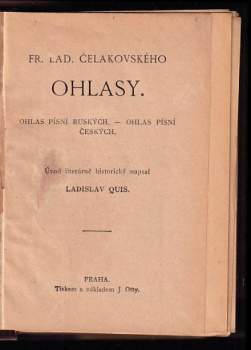 FR. LAD. ČELAKOVSKÉHO
OHLASY.
OHLAS PÍSNÍ RUSKÝCH. — OHLAS PÍSNÍ
ČESKÝCH.
Úvod literárně historický napsal
LADISLAV QUIS.
PRAHA.
Tiskem a nákladem J. Otty.